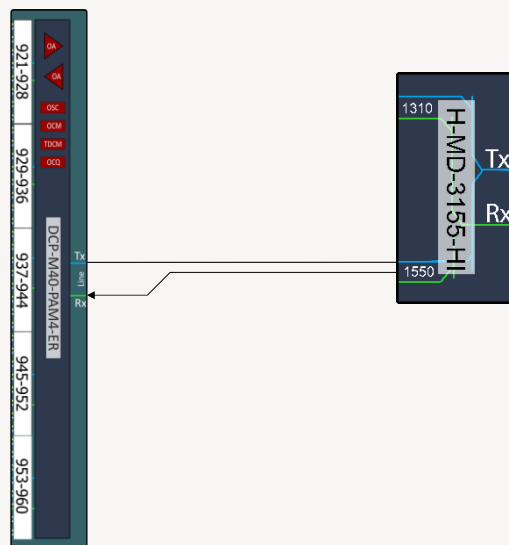 921-928
929-936
937-944
945-952
953-960
OA
OA
OSC
OCM
TDCM
OCQ
DCP-M40-PAM4-ER
Tx
Line
Rx
1310
1550
H-MD-3155-HI
Tx
Rx